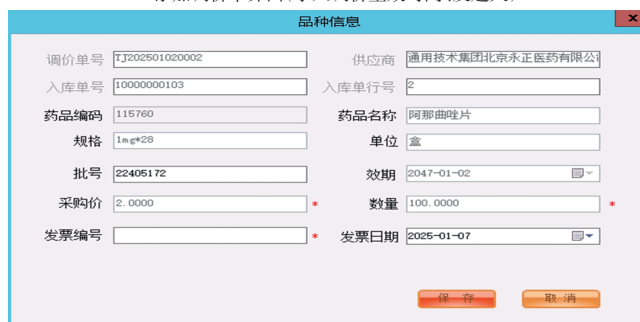 品种信息 x
调价单号 TJ202501020002 供应商 通用技术集团北京永正医药有限公
入库单号 10000000103 入库单行号 2
药品编码 115760 药品名称 阿那曲唑片
规格 1mg*28 单位 盒
批号 22405172 效期 2047-01-02
采购价 2.0000 * 数量 100.0000 *
发票编号 * 发票日期 2025-01-07
保 存 取 消